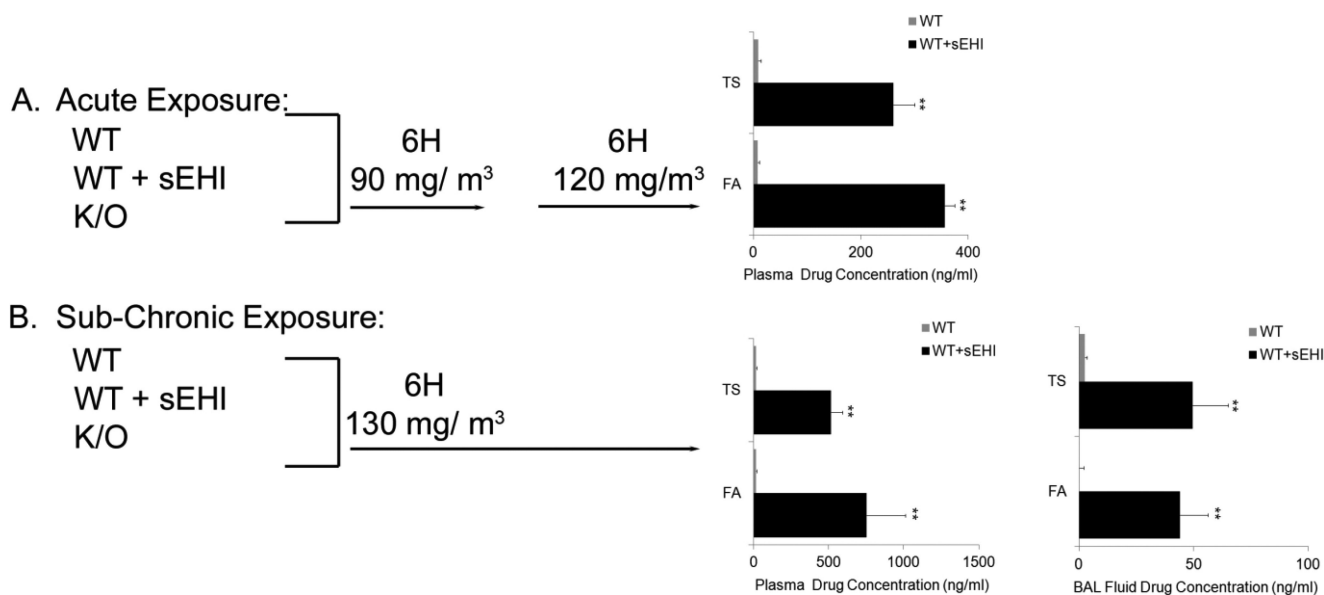 A. Acute Exposure:
WT
WT + sEHI
K/O
6H
90 mg/ m³
6H
120 mg/m³
WT
WT+sEHI
TS
**
FA
**
0 200 400
Plasma Drug Concentration (ng/ml)
B. Sub-Chronic Exposure:
WT
WT + sEHI
K/O
6H
130 mg/ m³
WT
WT+sEHI
TS
**
FA
**
0 500 1000 1500
Plasma Drug Concentration (ng/ml)
WT
WT+sEHI
TS
**
FA
**
0 50 100
BAL Fluid Drug Concentration (ng/ml)